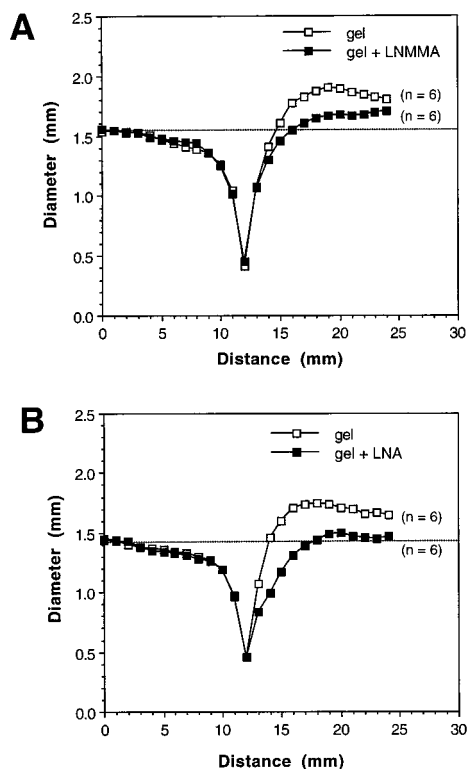 A
gel
gel + LNMMA
2.5
2.0
1.5
1.0
0.5
0.0
Diameter (mm)
(n = 6)
(n = 6)
0 5 10 15 20 25 30
Distance (mm)
B
gel
gel + LNA
2.5
2.0
1.5
1.0
0.5
0.0
Diameter (mm)
(n = 6)
(n = 6)
0 5 10 15 20 25 30
Distance (mm)